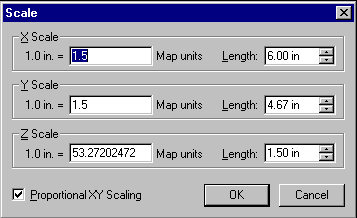 Scale
X Scale
1.0 in. = 1.5 Map units Length: 6.00 in
Y Scale
1.0 in. = 1.5 Map units Length: 4.67 in
Z Scale
1.0 in. = 53.27202472 Map units Length: 1.50 in
Proportional XY Scaling OK Cancel